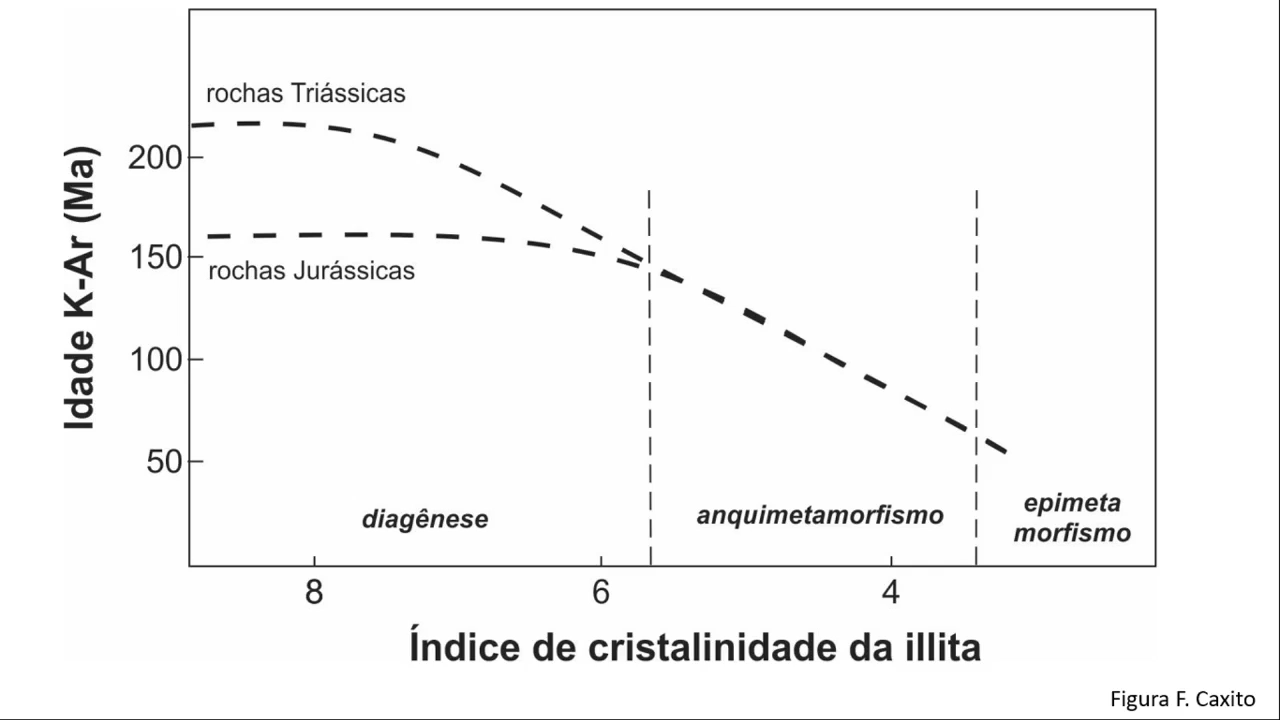 rochas Triássicas
Idade K-Ar (Ma)
200
150
rochas Jurássicas
100
50
diagênese
anquimetamorfismo
epimeta
morfismo
8
6
4
Índice de cristalinidade da illita
Figura F. Caxito